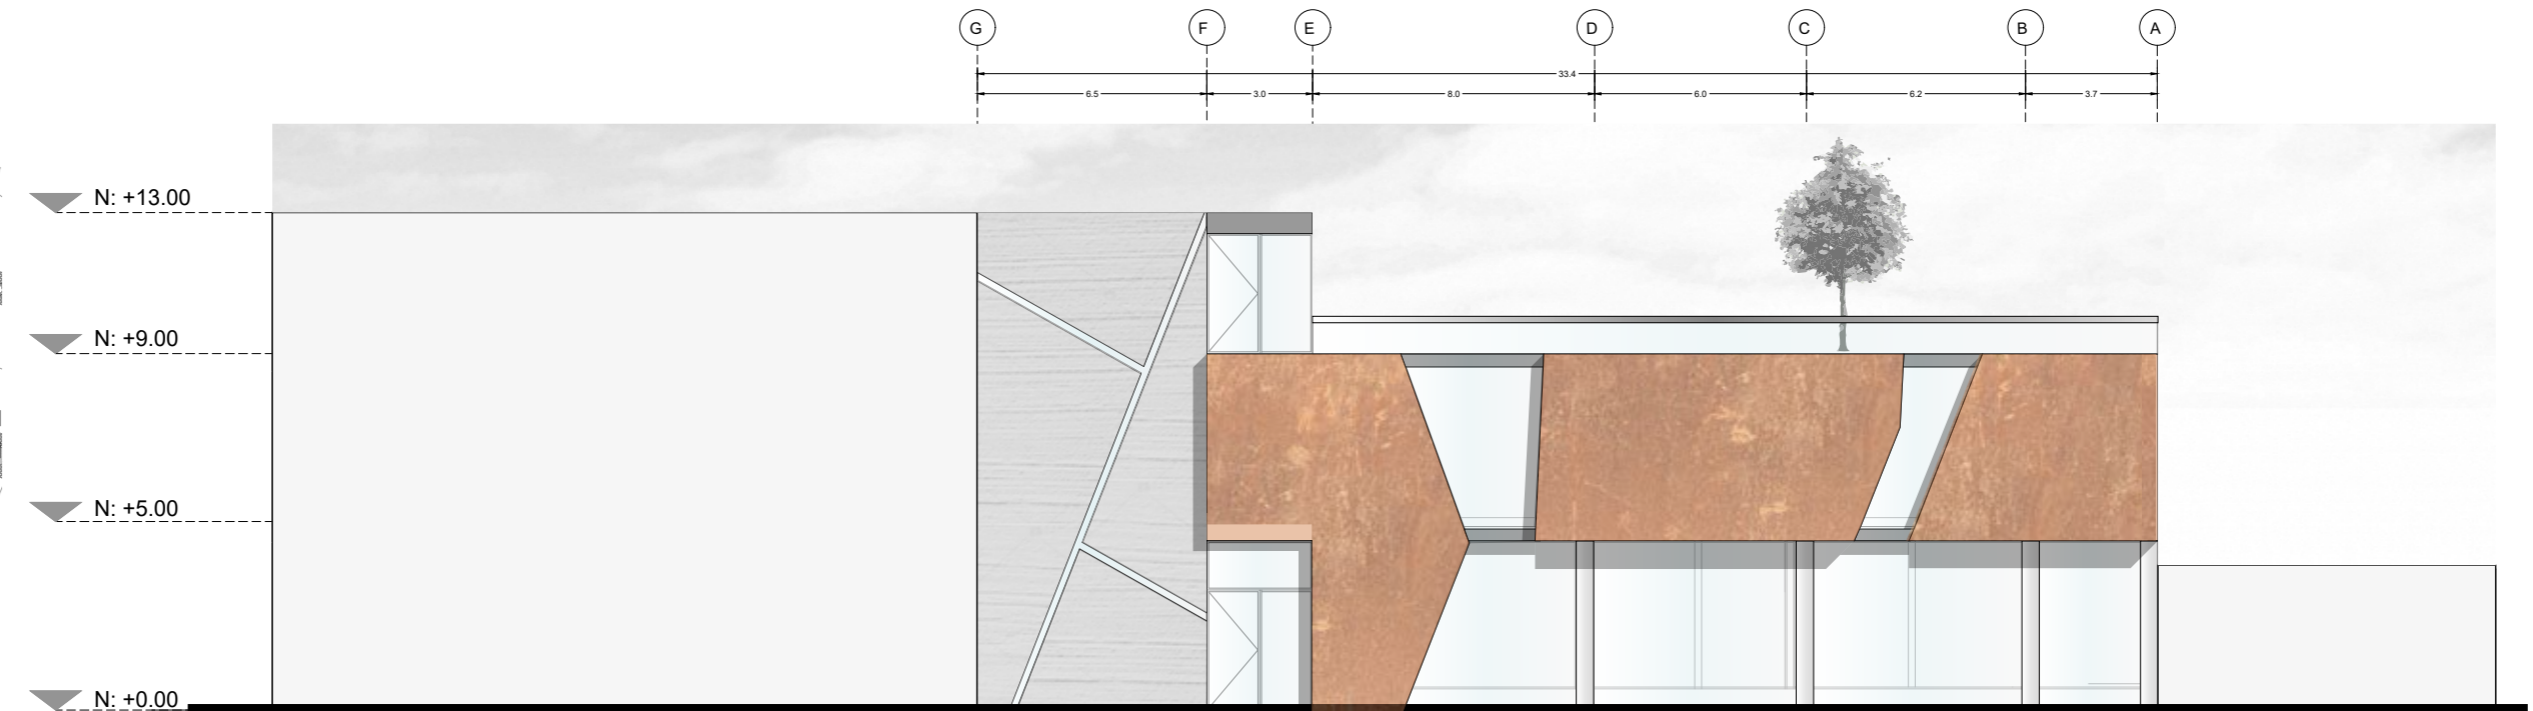 G F E D C B A
33.4
6.5 3.0 8.0 6.0 6.2 3.7
N: +13.00
N: +9.00
N: +5.00
N: +0.00